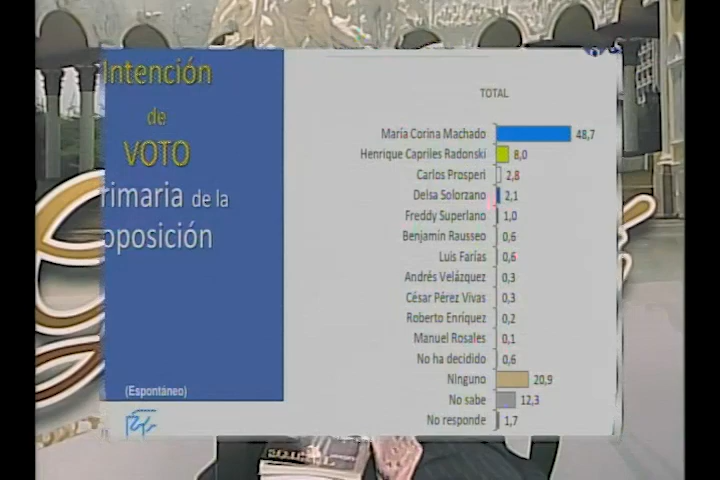 Intención
de
VOTO
rimaria de la
oposición
(Espontáneo)
TOTAL
María Corina Machado 48,7
Henrique Capriles Radonski 8,0
Carlos Prosperi 2,8
Delsa Solorzano 2,1
Freddy Superlano 1,0
Benjamín Rausseo 0,6
Luis Farías 0,6
Andrés Velázquez 0,3
César Pérez Vivas 0,3
Roberto Enríquez 0,2
Manuel Rosales 0,1
No ha decidido 0,6
Ninguno 20,9
No sabe 12,3
No responde 1,7